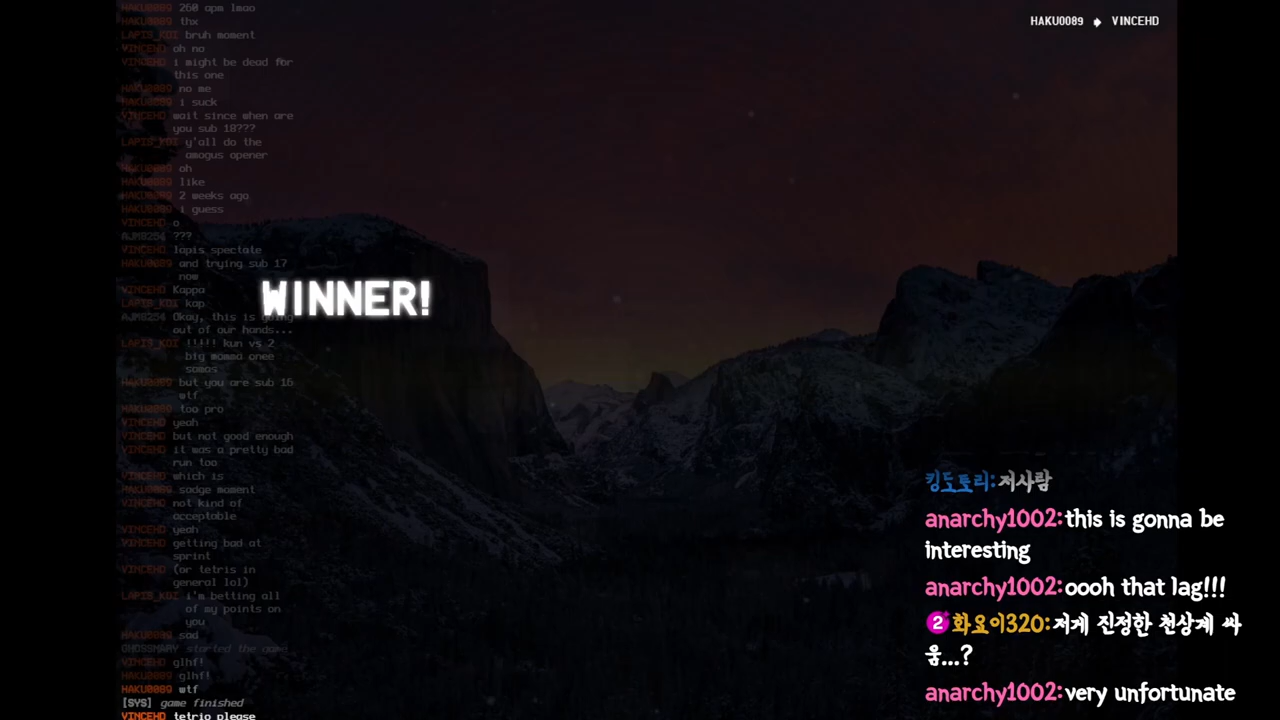 HAKU0089 260 apm lmao
HAKU0089 thx
LAPIS_KOI bruh moment
VINCEHD oh no
VINCEHD i might be dead for
this one
HAKU0089 no me
HAKU0089 i suck
VINCEHD wait since when are
you sub 18???
LAPIS_KOI y'all do the
amogus opener
HAKU0089 oh
HAKU0089 like
HAKU0089 2 weeks ago
HAKU0089 i guess
VINCEHD o
AJMB254 ???
VINCEHD lapis spectate
HAKU0089 and trying sub 17
now
VINCEHD Kappa
LAPIS_KOI kap
AJMB254 Okay, this is going
out of our hands...
LAPIS_KOI !!!!! kun vs 2
big momma onee
samas
HAKU0089 but you are sub 16
wtf
HAKU0089 too pro
VINCEHD yeah
VINCEHD but not good enough
VINCEHD it was a pretty bad
run too
VINCEHD which is
HAKU0089 sadge moment
VINCEHD not kind of
acceptable
VINCEHD yeah
VINCEHD getting bad at
sprint
VINCEHD (or tetris in
general lol)
LAPIS_KOI i'm betting all
of my points on
you
HAKU0089 sad
GHOSSMARY started the game
VINCEHD glhf!
HAKU0089 glhf!
HAKU0089 wtf
[SYS] game finished
VINCEHD tetrio please
WINNER!
HAKU0089 ◆ VINCEHD
킹도토리:저사람
anarchy1002:this is gonna be
interesting
anarchy1002:oooh that lag!!!
2 화요이320:저게 진정한 천상계 싸
움...?
anarchy1002:very unfortunate